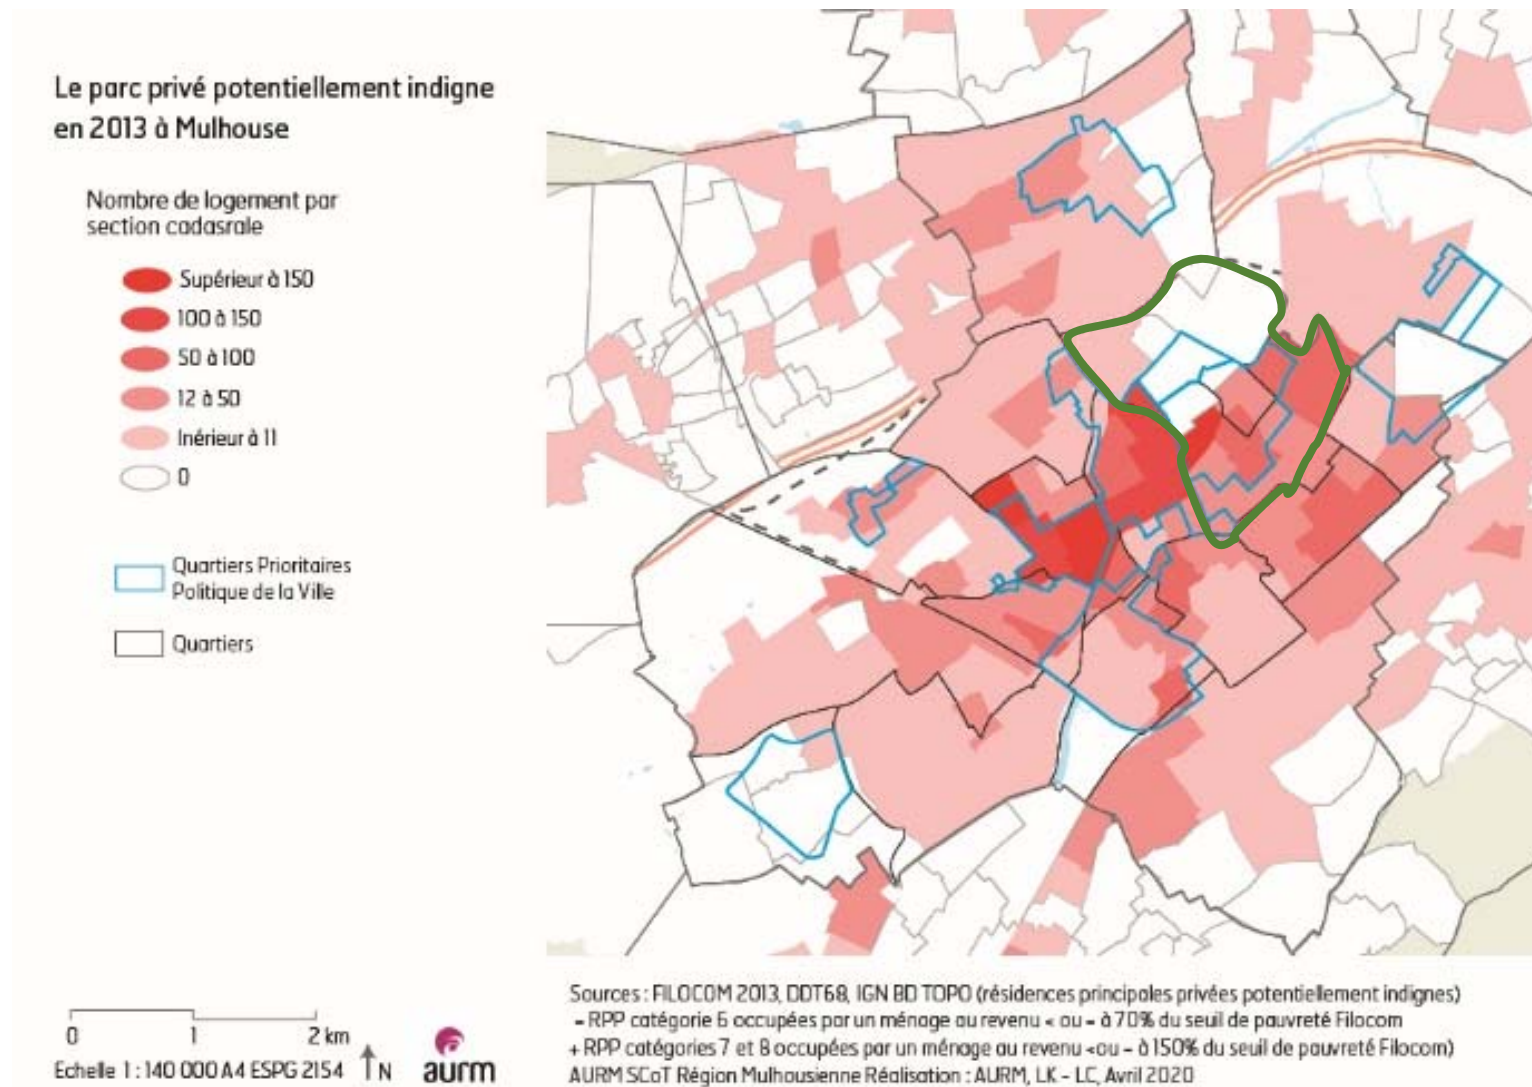 Le parc privé potentiellement indigne
en 2013 à Mulhouse
Nombre de logement par
section cadasrale
Supérieur à 150
100 à 150
50 à 100
12 à 50
Inérieur à 11
0
Quartiers Prioritaires
Politique de la Ville
Quartiers
0 1 2 km
Echelle 1 : 140 000 A4 ESPG 2154 N
aurm
Sources : FILOCOM 2013, DDT68, IGN BD TOPO (résidences principales privées potentiellement indignes)
- RPP catégorie 6 occupées par un ménage au revenu < ou - à 70% du seuil de pauvreté Filocom
+ RPP catégories 7 et 8 occupées par un ménage au revenu <ou - à 150% du seuil de pauvreté Filocom)
AURM SCoT Région Mulhousienne Réalisation : AURM, LK - LC, Avril 2020